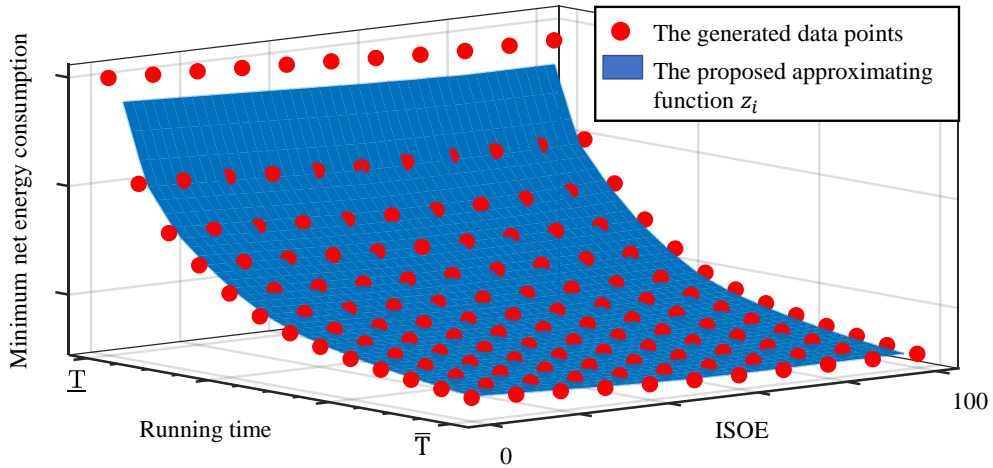 The generated data points
The proposed approximating
function z_i
Minimum net energy consumption
T̲
Running time
T̅
0
ISOE
100